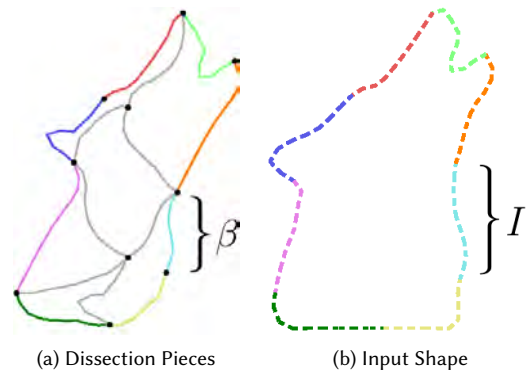 β
I
(a) Dissection Pieces
(b) Input Shape